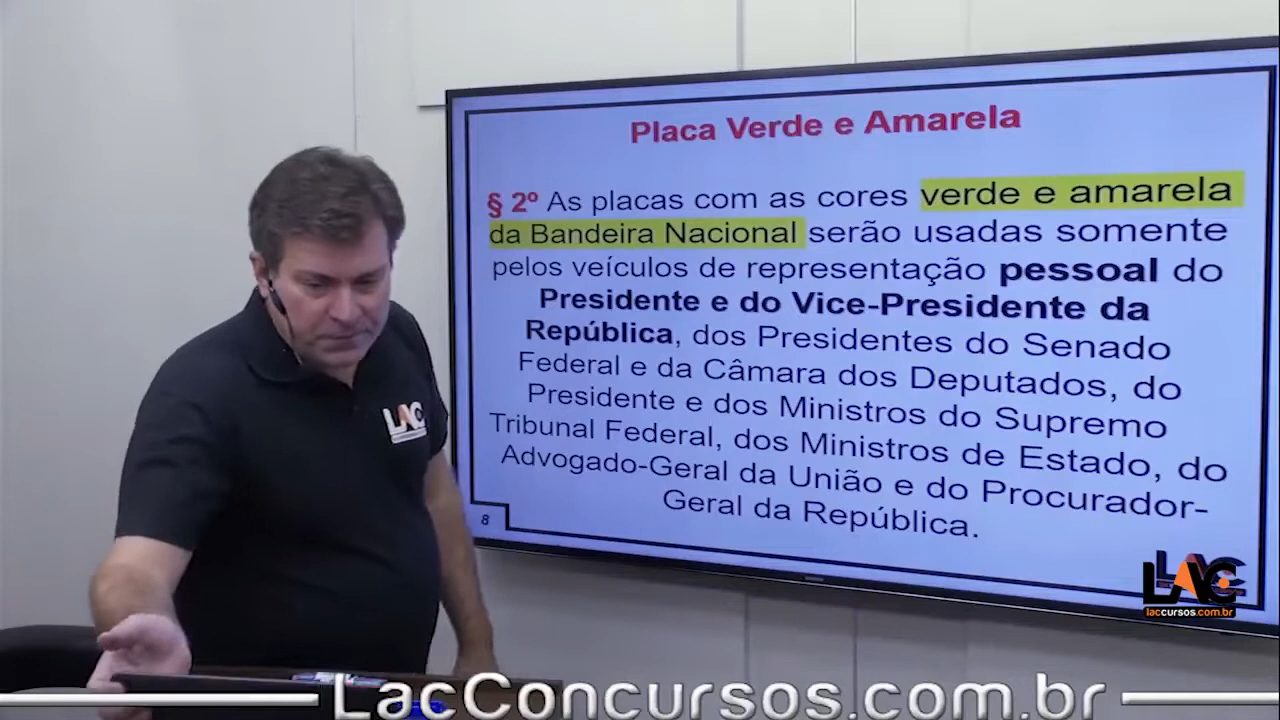 Placa Verde e Amarela
§ 2º As placas com as cores verde e amarela
da Bandeira Nacional serão usadas somente
pelos veículos de representação pessoal do
Presidente e do Vice-Presidente da
República, dos Presidentes do Senado
Federal e da Câmara dos Deputados, do
Presidente e dos Ministros do Supremo
Tribunal Federal, dos Ministros de Estado, do
Advogado-Geral da União e do Procurador-
Geral da República.
8
LAC
LAC
laccursos.com.br
LacConcursos.com.br